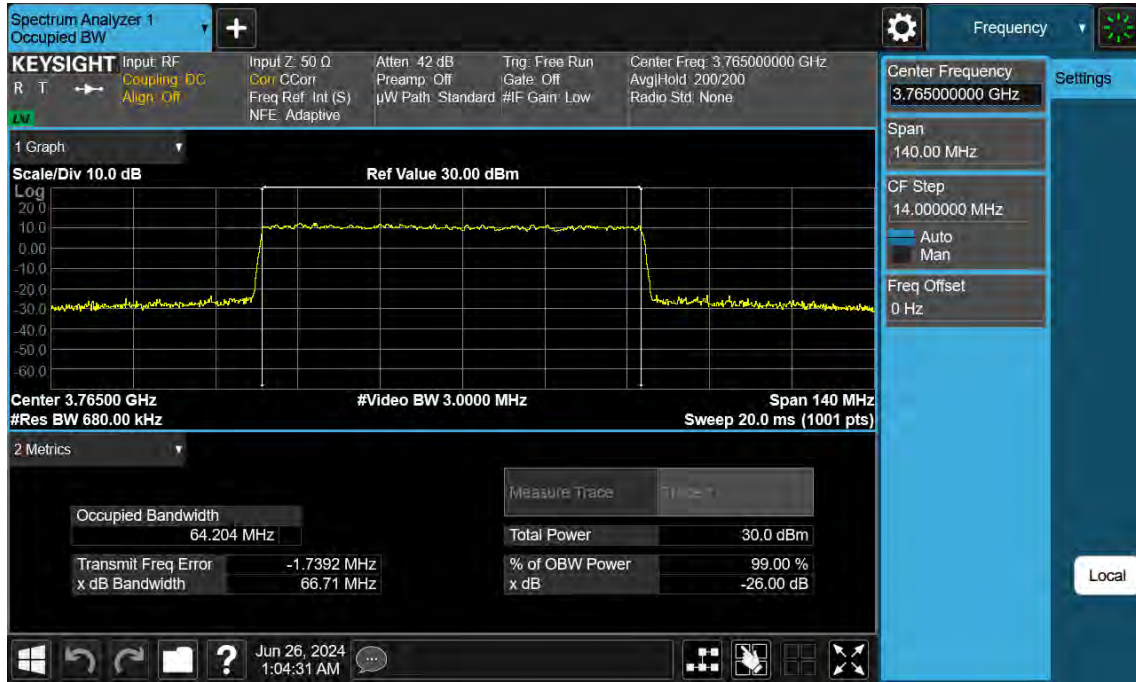 Spectrum Analyzer 1
Occupied BW
+
Frequency
KEYSIGHT
R T
LXI
Input: RF
Coupling: DC
Align: Off
Input Z: 50 Ω
Corr CCorr
Freq Ref: Int (S)
NFE: Adaptive
Atten: 42 dB
Preamp: Off
µW Path: Standard
Trig: Free Run
Gate: Off
#IF Gain: Low
Center Freq: 3.765000000 GHz
Avg|Hold: 200/200
Radio Std: None
Center Frequency
3.765000000 GHz
Settings
Span
140.00 MHz
CF Step
14.000000 MHz
Auto
Man
Freq Offset
0 Hz
Local
1 Graph
Scale/Div 10.0 dB
Ref Value 30.00 dBm
Log
20.0
10.0
0.00
-10.0
-20.0
-30.0
-40.0
-50.0
-60.0
Center 3.76500 GHz
#Video BW 3.0000 MHz
Span 140 MHz
#Res BW 680.00 kHz
Sweep 20.0 ms (1001 pts)
2 Metrics
Measure Trace
Trace 1
Occupied Bandwidth
64.204 MHz
Total Power 30.0 dBm
Transmit Freq Error -1.7392 MHz
% of OBW Power 99.00 %
x dB Bandwidth 66.71 MHz
x dB -26.00 dB
?
Jun 26, 2024
1:04:31 AM